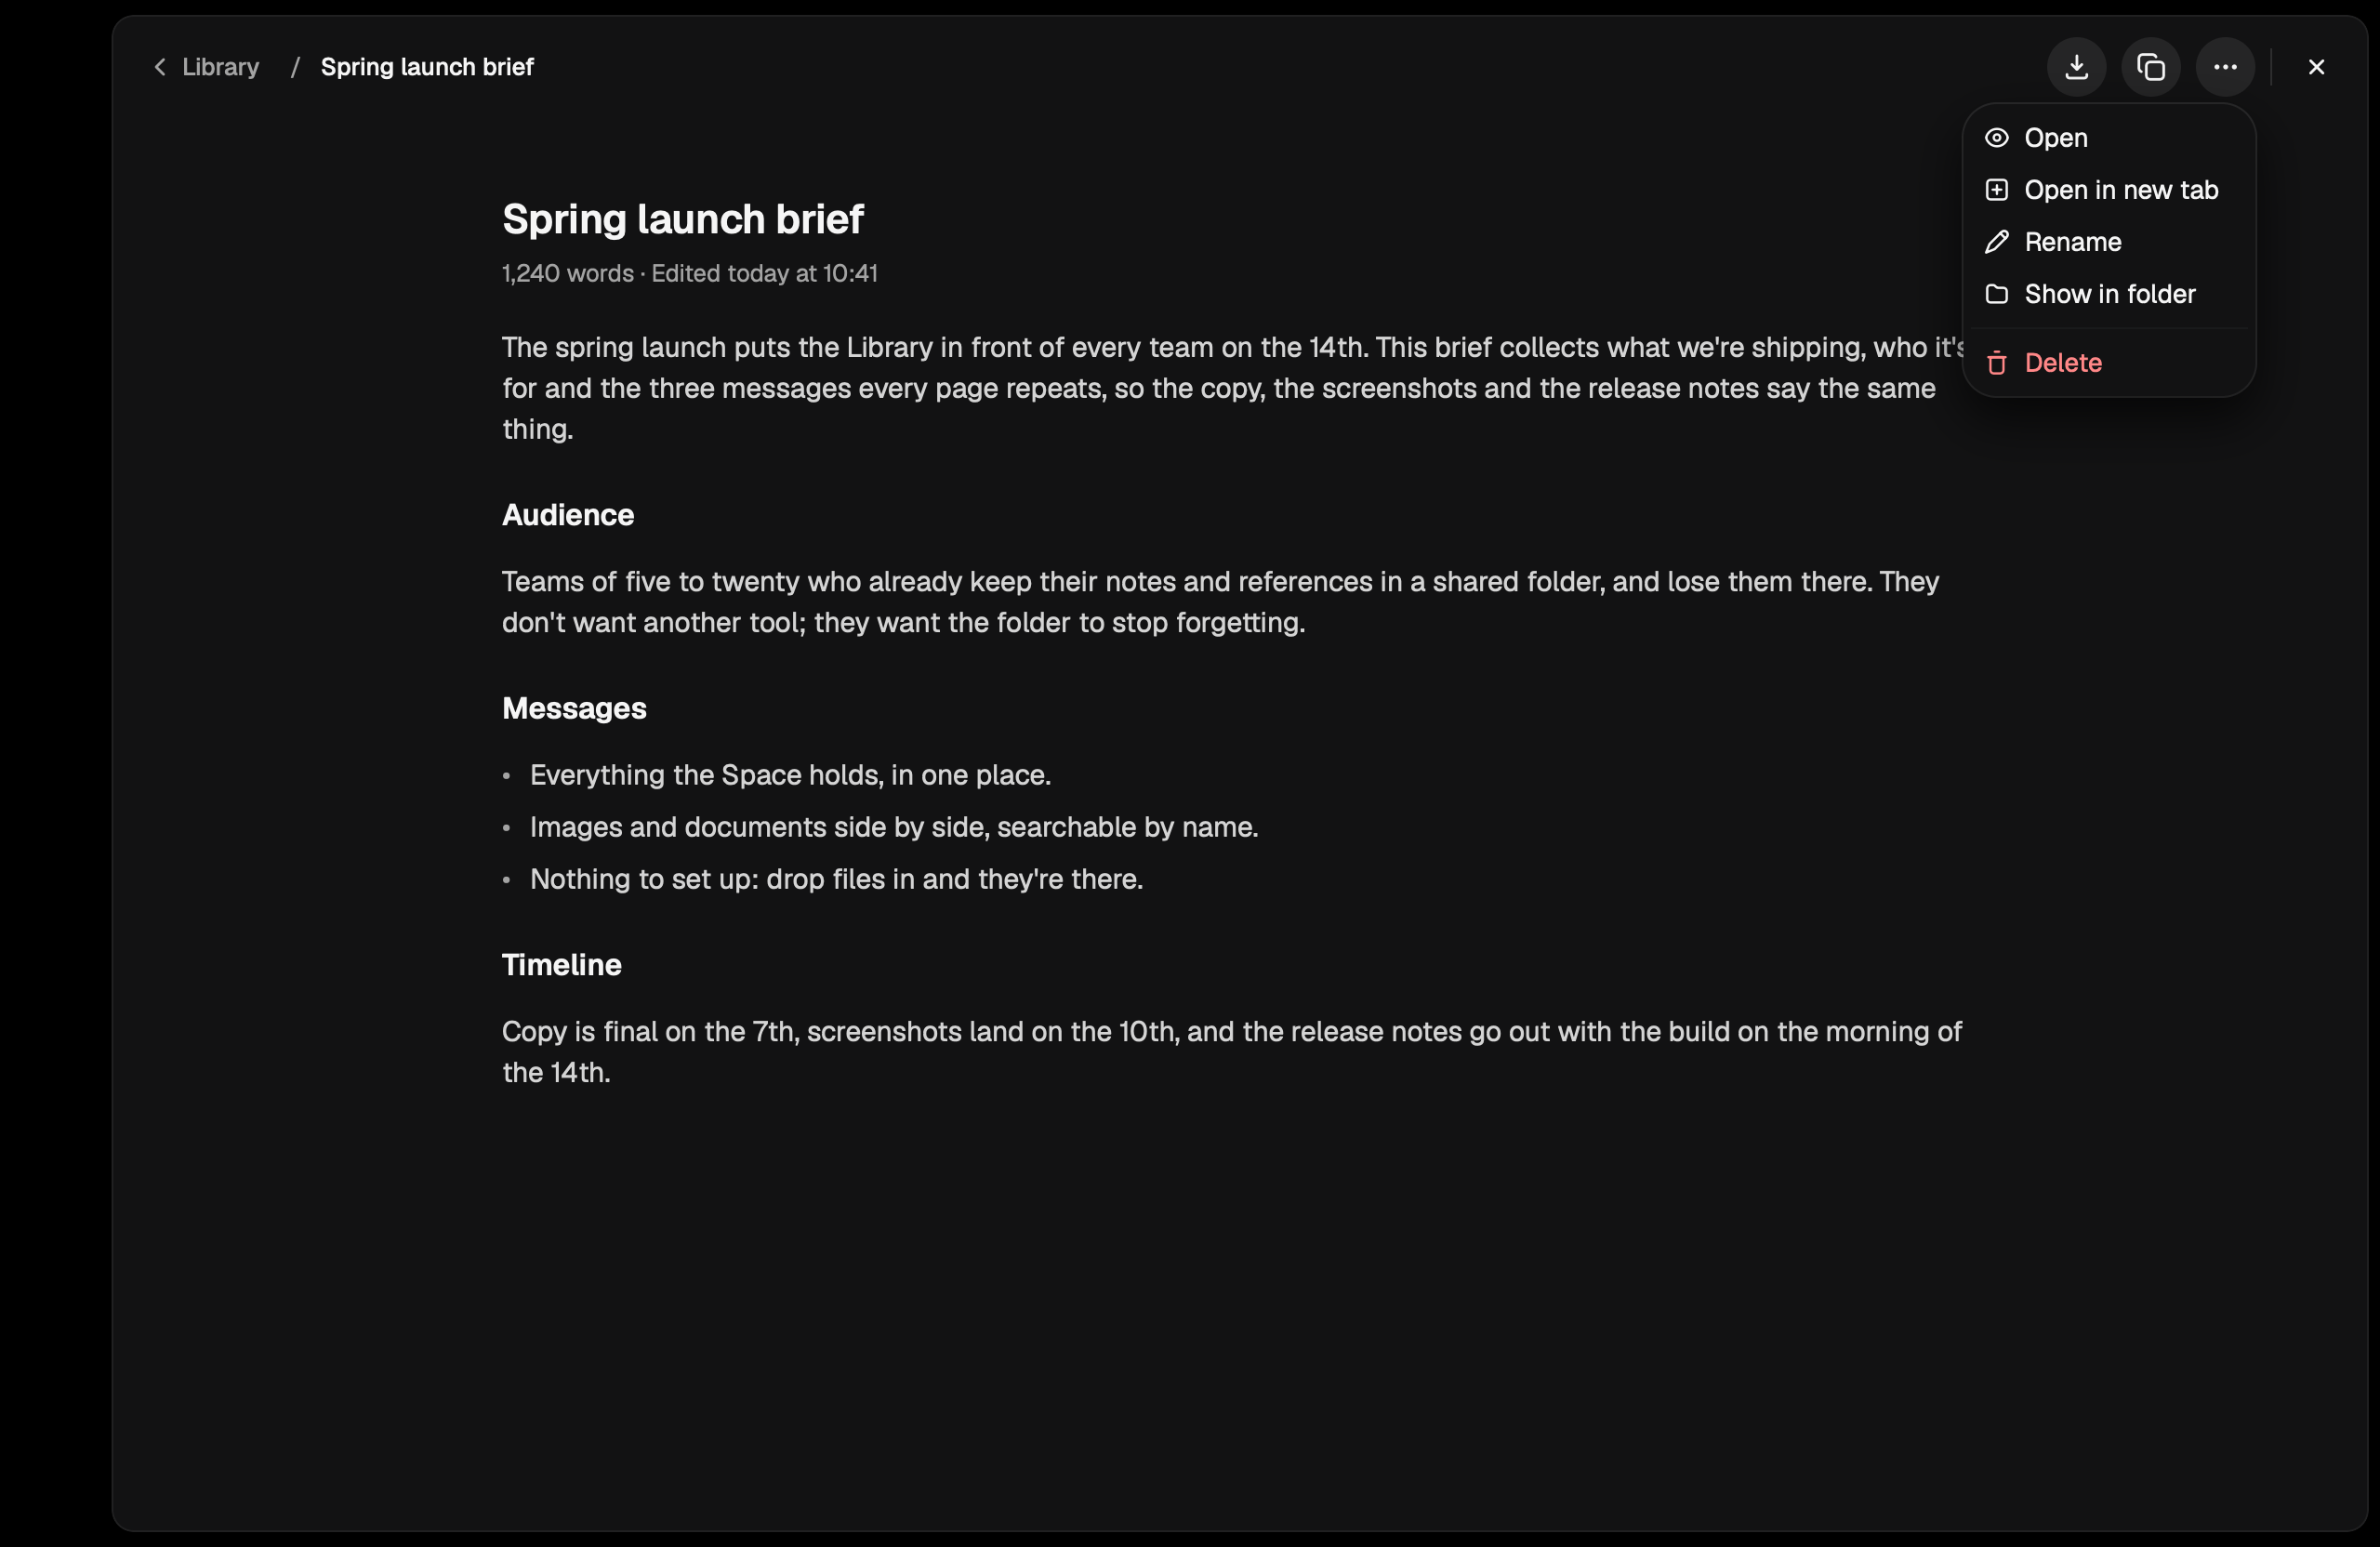 Library / Spring launch brief
Open
Open in new tab
Rename
Show in folder
Delete
Spring launch brief
1,240 words · Edited today at 10:41
The spring launch puts the Library in front of every team on the 14th. This brief collects what we're shipping, who it's
for and the three messages every page repeats, so the copy, the screenshots and the release notes say the same
thing.
Audience
Teams of five to twenty who already keep their notes and references in a shared folder, and lose them there. They
don't want another tool; they want the folder to stop forgetting.
Messages
• Everything the Space holds, in one place.
• Images and documents side by side, searchable by name.
• Nothing to set up: drop files in and they're there.
Timeline
Copy is final on the 7th, screenshots land on the 10th, and the release notes go out with the build on the morning of
the 14th.